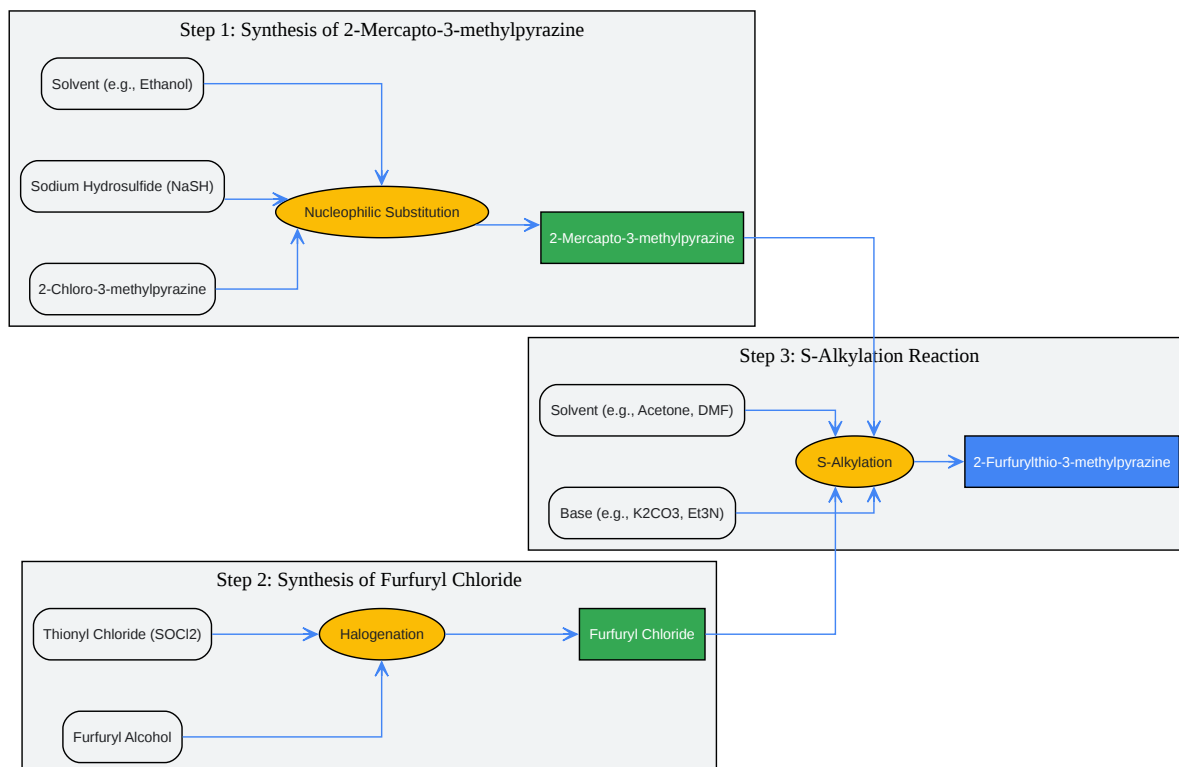 Step 1: Synthesis of 2-Mercapto-3-methylpyrazine
Solvent (e.g., Ethanol)
Sodium Hydrosulfide (NaSH)
Nucleophilic Substitution
2-Mercapto-3-methylpyrazine
2-Chloro-3-methylpyrazine
Step 3: S-Alkylation Reaction
Solvent (e.g., Acetone, DMF)
S-Alkylation
2-Furfurylthio-3-methylpyrazine
Base (e.g., K2CO3, Et3N)
Step 2: Synthesis of Furfuryl Chloride
Thionyl Chloride (SOCl2)
Halogenation
Furfuryl Chloride
Furfuryl Alcohol